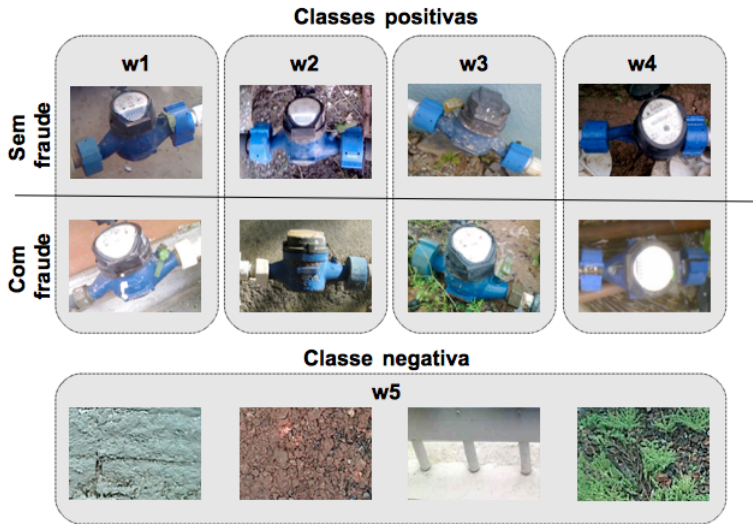 Classes positivas
w1 w2 w3 w4
Sem
fraude
Com
fraude
Classe negativa
w5